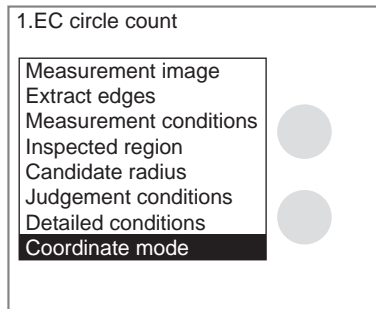 1.EC circle count
Measurement image
Extract edges
Measurement conditions
Inspected region
Candidate radius
Judgement conditions
Detailed conditions
Coordinate mode